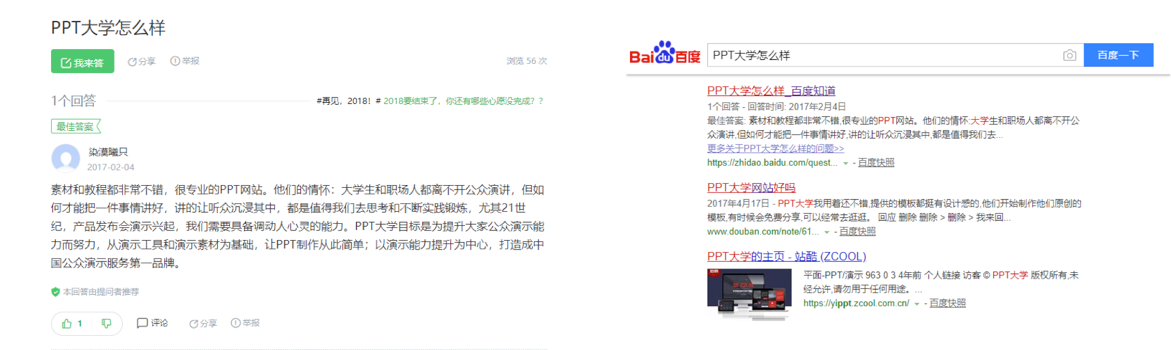 PPT大学怎么样
我来答
分享
举报
浏览 56 次
1个回答
#再见，2018！# 2018要结束了，你还有哪些心愿没完成？？
最佳答案
染漠曦只
2017-02-04
素材和教程都非常不错，很专业的PPT网站。他们的情怀：大学生和职场人都离不开公众演讲，但如
何才能把一件事情讲好，讲的让听众沉浸其中，都是值得我们去思考和不断实践锻炼，尤其21世
纪，产品发布会演示兴起，我们需要具备调动人心灵的能力。PPT大学目标是为提升大家公众演示能
力而努力，从演示工具和演示素材为基础，让PPT制作从此简单；以演示能力提升为中心，打造成中
国公众演示服务第一品牌。
本回答由提问者推荐
1
评论
分享
举报
Bai du 百度
PPT大学怎么样
百度一下
PPT大学怎么样_百度知道
1个回答 - 回答时间: 2017年2月4日
最佳答案: 素材和教程都非常不错,很专业的PPT网站。他们的情怀:大学生和职场人都离不开公
众演讲,但如何才能把一件事情讲好,讲的让听众沉浸其中,都是值得我们去...
更多关于PPT大学怎么样的问题>>
https://zhidao.baidu.com/quest... - 百度快照
PPT大学网站好吗
2017年4月17日 - PPT大学我用着还不错,提供的模板都挺有设计感的,他们开始制作他们原创的
模板,有时候会免费分享,可以经常去逛逛。 回应 删除 删除 > 删除 > 我来回...
www.douban.com/note/61... - 百度快照
PPT大学的主页 - 站酷 (ZCOOL)
平面-PPT/演示 963 0 3 4年前 个人链接 访客 © PPT大学 版权所有,未
经允许,请勿用于任何用途。...
https://yippt.zcool.com.cn/ - 百度快照